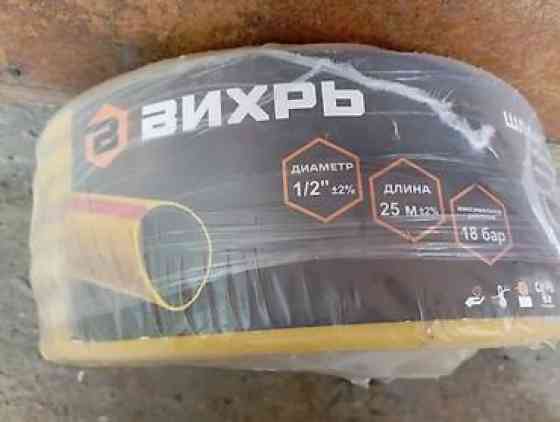 ВИХРЬ
ДИАМЕТР
1/2" ±2%
ДЛИНА
25 м ±2%
18 бар